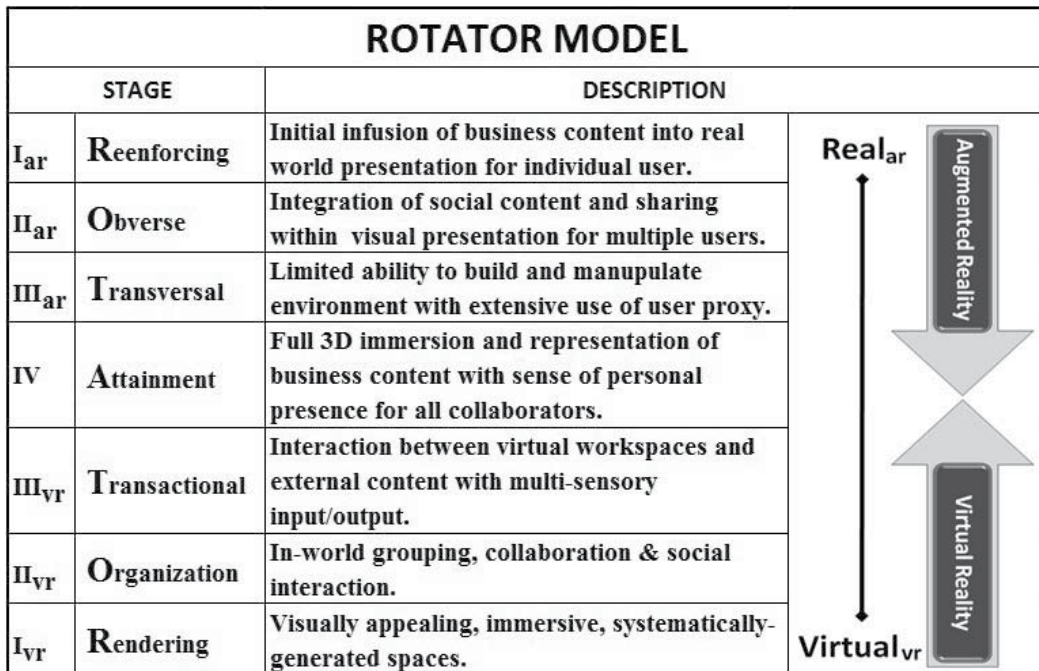 ROTATOR MODEL
STAGE
DESCRIPTION
Iar Reenforcing
Initial infusion of business content into real
world presentation for individual user.
IIar Obverse
Integration of social content and sharing
within visual presentation for multiple users.
IIIar Transversal
Limited ability to build and manupulate
environment with extensive use of user proxy.
IV Attainment
Full 3D immersion and representation of
business content with sense of personal
presence for all collaborators.
IIIvr Transactional
Interaction between virtual workspaces and
external content with multi-sensory
input/output.
IIvr Organization
In-world grouping, collaboration & social
interaction.
Ivr Rendering
Visually appealing, immersive, systematically-
generated spaces.
Realar
Virtualvr
Augmented Reality
Virtual Reality